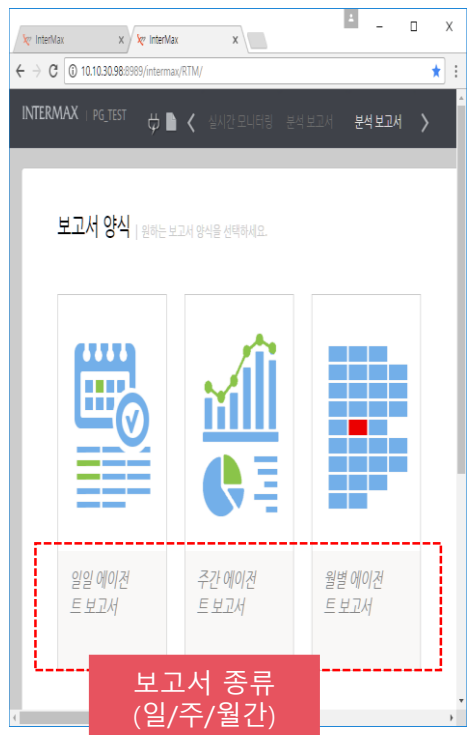 InterMax x InterMax x
10.10.30.98:8989/intermax/RTM/
INTERMAX | PG_TEST 실시간 모니터링 분석 보고서 분석 보고서
보고서 양식 | 원하는 보고서 양식을 선택하세요.
일일 에이전
트 보고서
주간 에이전
트 보고서
월별 에이전
트 보고서
보고서 종류
(일/주/월간)